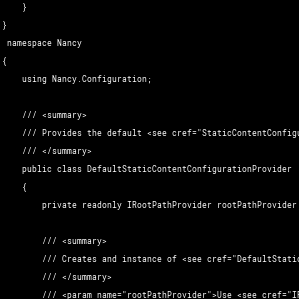 }
}
 namespace Nancy
{
    using Nancy.Configuration;

    /// <summary>
    /// Provides the default <see cref="StaticContentConfigu
    /// </summary>
    public class DefaultStaticContentConfigurationProvider
    {
        private readonly IRootPathProvider rootPathProvider

        /// <summary>
        /// Creates and instance of <see cref="DefaultStatic
        /// </summary>
        /// <param name="rootPathProvider">Use <see cref="I